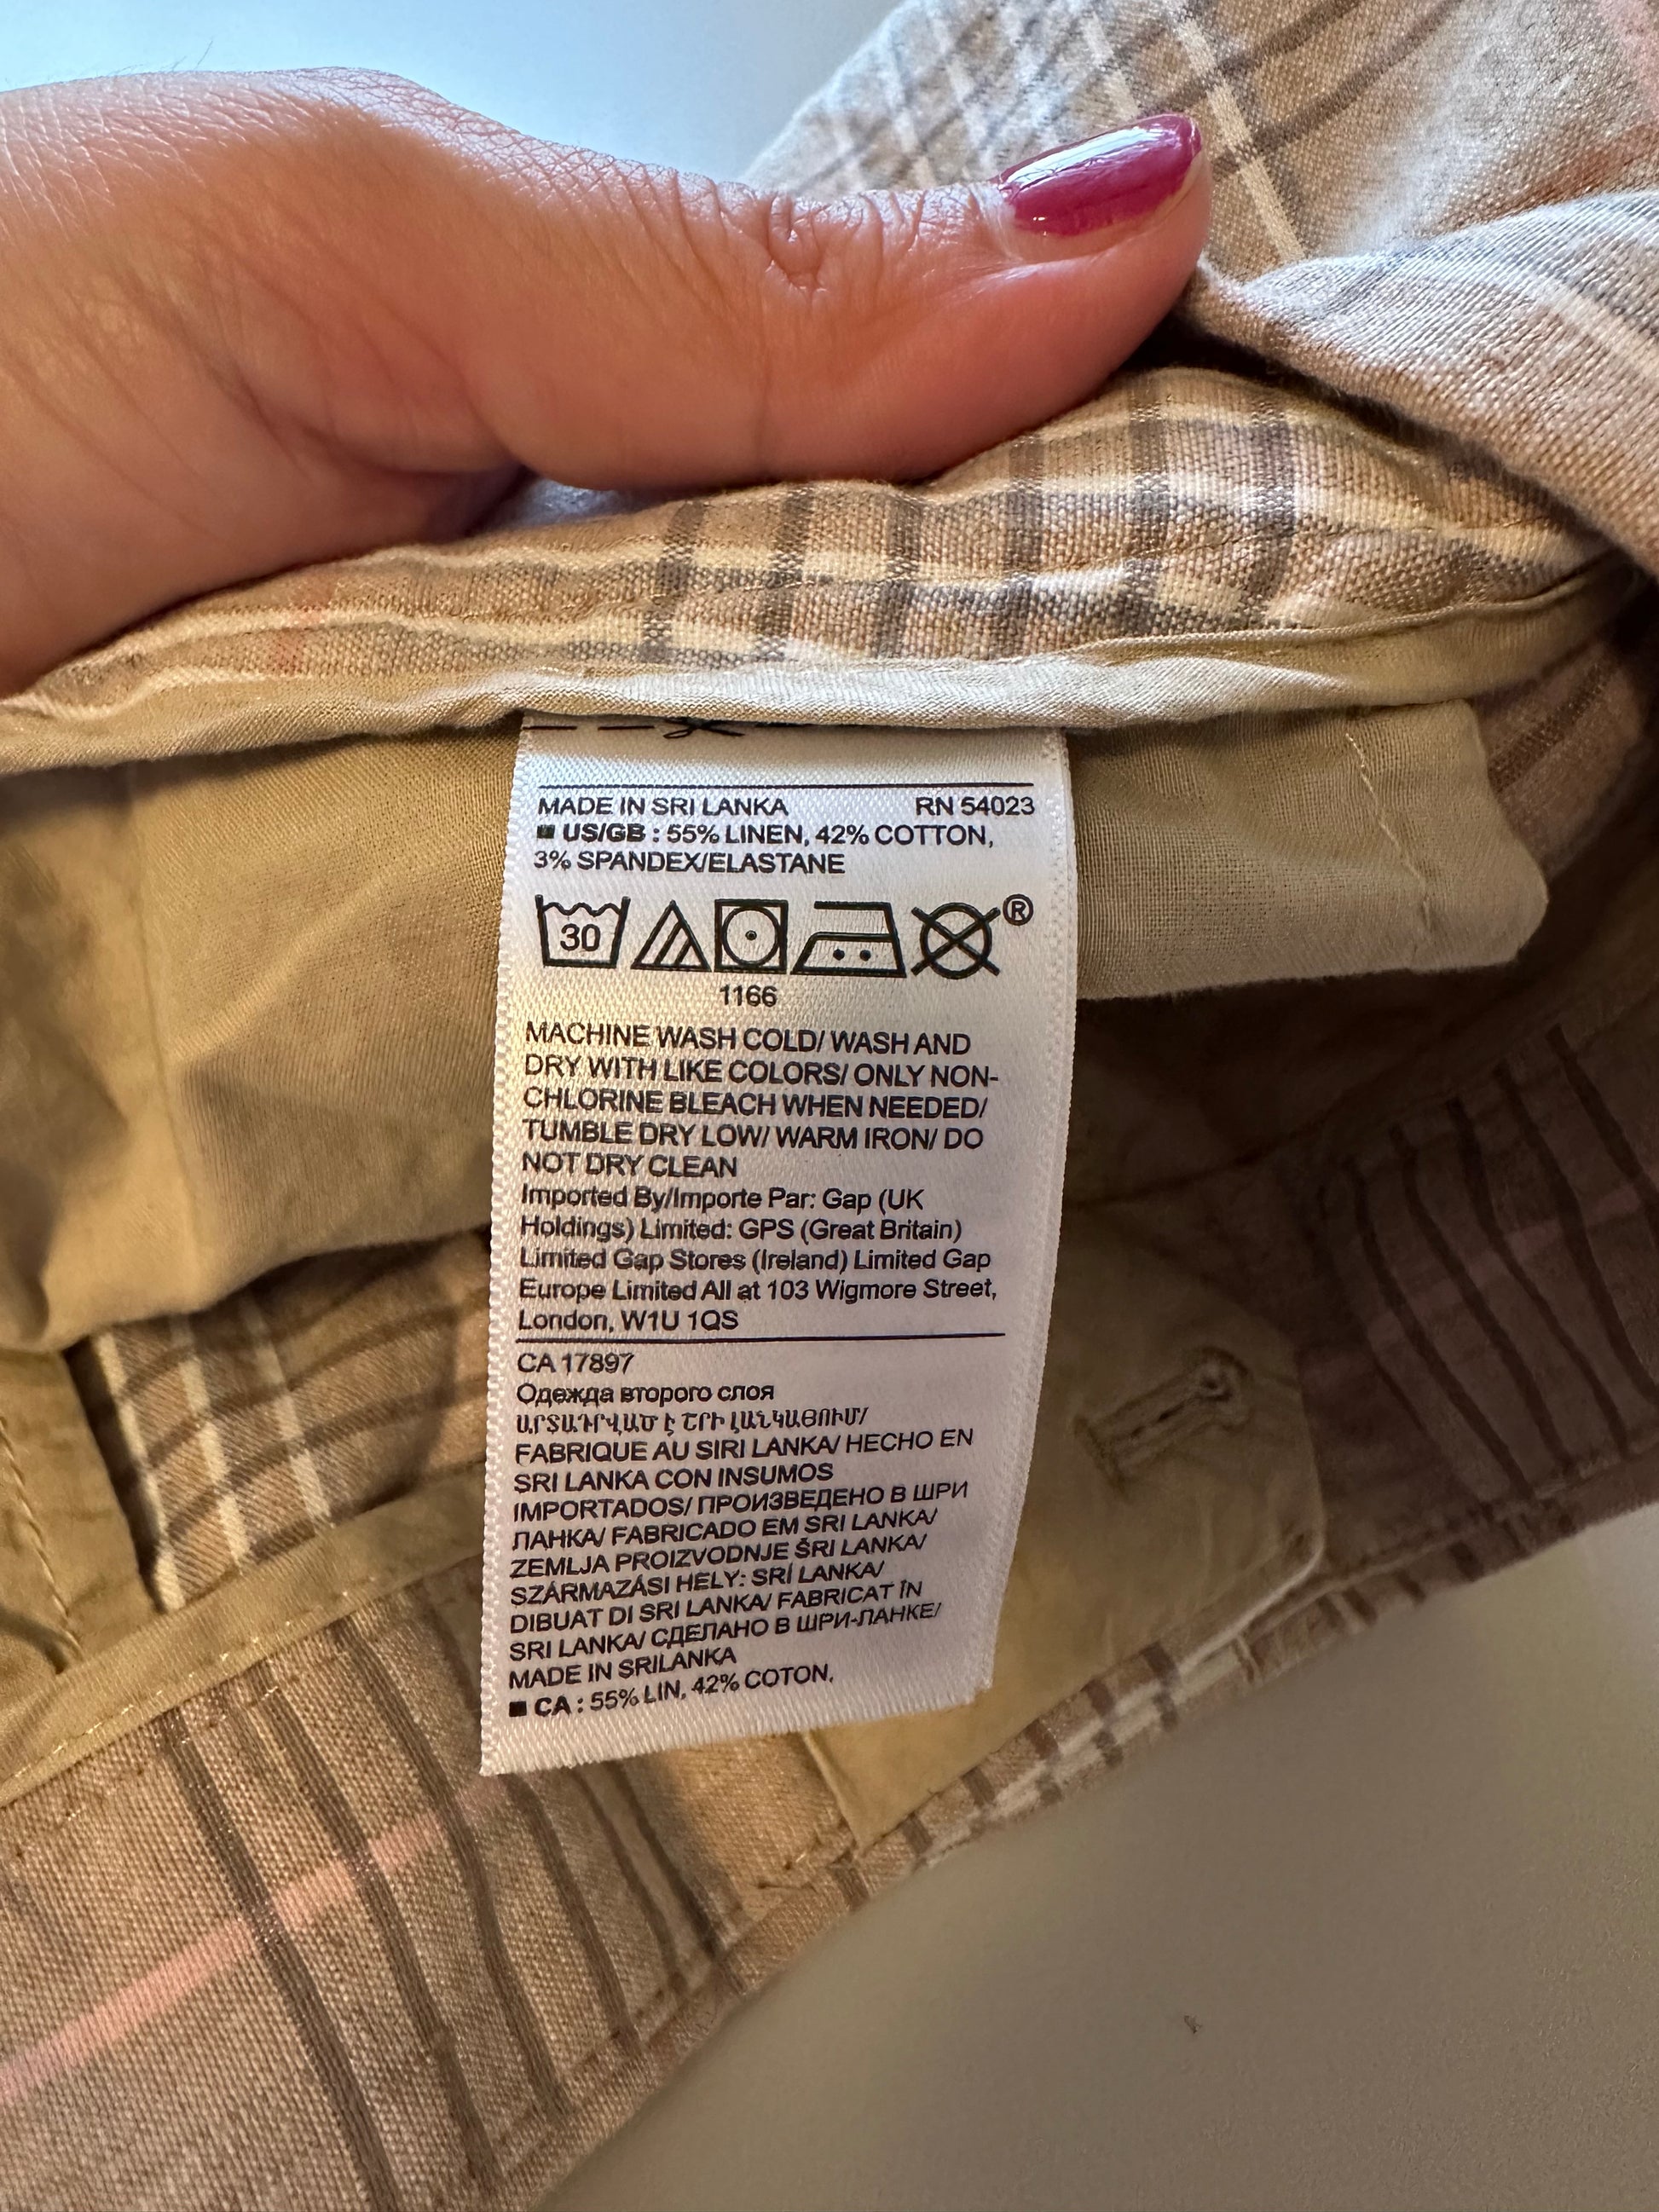 MADE IN SRI LANKA RN 54023
■ US/GB : 55% LINEN, 42% COTTON,
3% SPANDEX/ELASTANE
30
®
1166
MACHINE WASH COLD/ WASH AND
DRY WITH LIKE COLORS/ ONLY NON-
CHLORINE BLEACH WHEN NEEDED/
TUMBLE DRY LOW/ WARM IRON/ DO
NOT DRY CLEAN
Imported By/Importe Par: Gap (UK
Holdings) Limited: GPS (Great Britain)
Limited Gap Stores (Ireland) Limited Gap
Europe Limited All at 103 Wigmore Street,
London, W1U 1QS
CA 17897
Одежда второго слоя
ԱՐՏԱԴՐՎԱԾ Է ՇՐԻ ԼԱՆԿԱՅՈՒՄ/
FABRIQUE AU SIRI LANKA/ HECHO EN
SRI LANKA CON INSUMOS
IMPORTADOS/ ПРОИЗВЕДЕНО В ШРИ
ЛАНКА/ FABRICADO EM SRI LANKA/
ZEMLJA PROIZVODNJE ŠRI LANKA/
SZÁRMAZÁSI HELY: SRÍ LANKA/
DIBUAT DI SRI LANKA/ FABRICAT ÎN
SRI LANKA/ СДЕЛАНО В ШРИ-ЛАНКЕ/
MADE IN SRILANKA
■ CA : 55% LIN, 42% COTON,